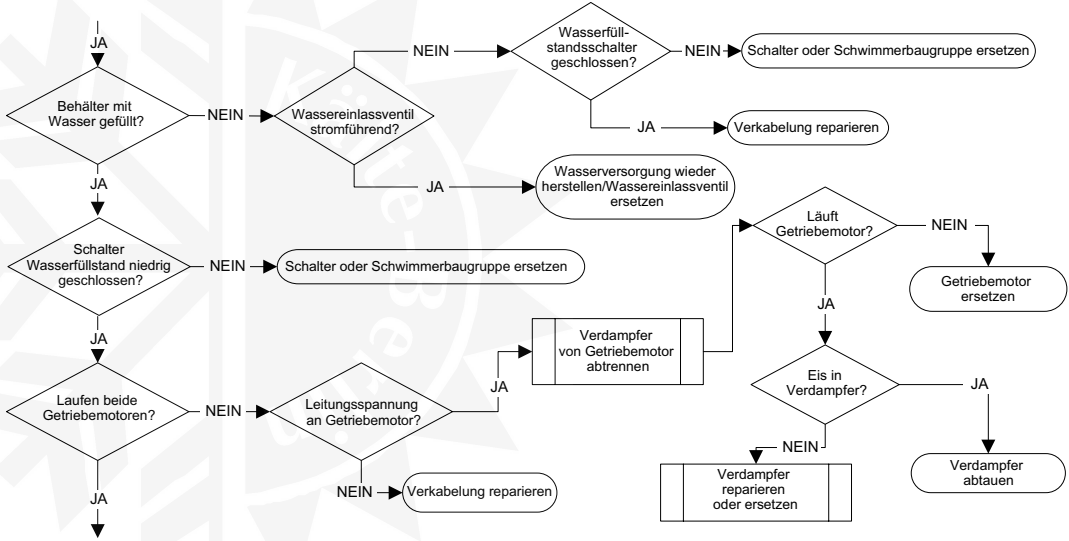 JA
Behälter mit
Wasser gefüllt?
NEIN
Wassereinlassventil
stromführend?
NEIN
Wasserfüll-
standsschalter
geschlossen?
NEIN
Schalter oder Schwimmerbaugruppe ersetzen
JA
Verkabelung reparieren
JA
Wasserversorgung wieder
herstellen/Wassereinlassventil
ersetzen
JA
Schalter
Wasserfüllstand niedrig
geschlossen?
NEIN
Schalter oder Schwimmerbaugruppe ersetzen
JA
Laufen beide
Getriebemotoren?
NEIN
Leitungsspannung
an Getriebemotor?
JA
Verdampfer
von Getriebemotor
abtrennen
Läuft
Getriebemotor?
NEIN
Getriebemotor
ersetzen
JA
Eis in
Verdampfer?
JA
Verdampfer
abtauen
NEIN
Verdampfer
reparieren
oder ersetzen
NEIN
Verkabelung reparieren
JA